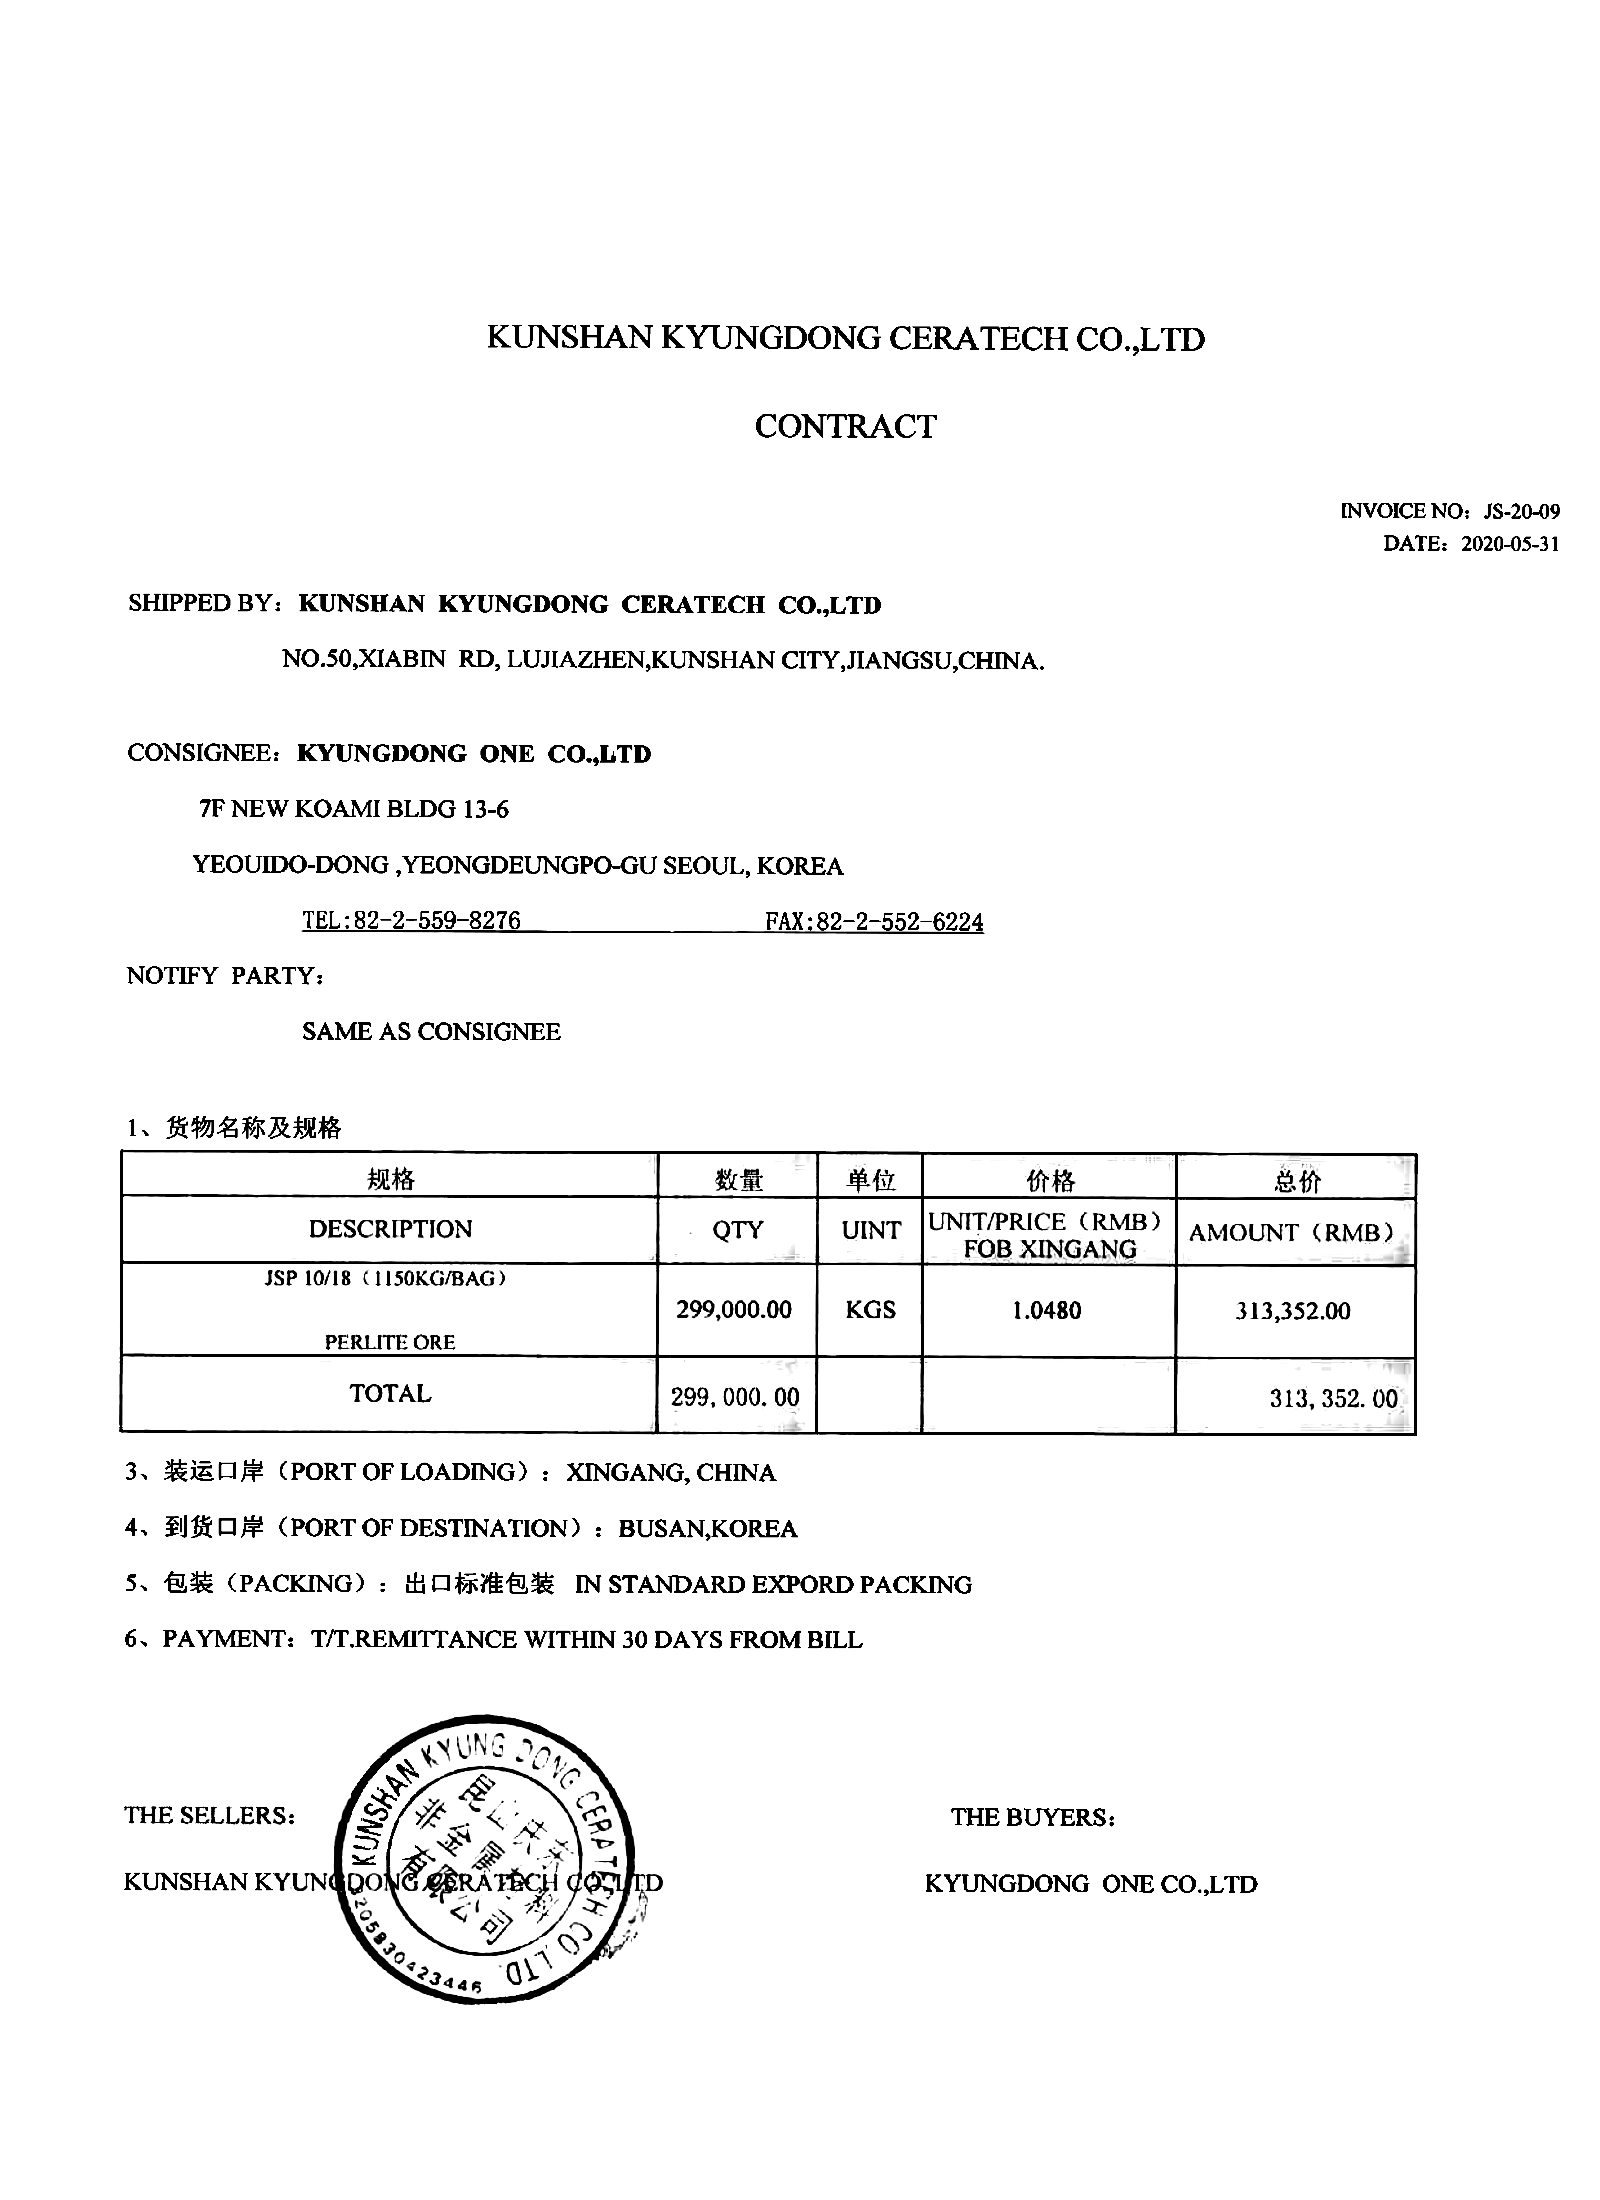 KUNSHAN KYUNGDONG CERATECH CO.,LTD
CONTRACT
INVOICE NO：JS-20-09
DATE：2020-05-31
SHIPPED BY：KUNSHAN KYUNGDONG CERATECH CO.,LTD
NO.50,XIABIN RD, LUJIAZHEN,KUNSHAN CITY,JIANGSU,CHINA.
CONSIGNEE：KYUNGDONG ONE CO.,LTD
7F NEW KOAMI BLDG 13-6
YEOUIDO-DONG ,YEONGDEUNGPO-GU SEOUL, KOREA
TEL:82-2-559-8276 FAX:82-2-552-6224
NOTIFY PARTY：
SAME AS CONSIGNEE
1、货物名称及规格
规格 数量 单位 价格 总价
DESCRIPTION QTY UINT UNIT/PRICE（RMB） FOB XINGANG AMOUNT（RMB）
JSP 10/18（1150KG/BAG）
PERLITE ORE 299,000.00 KGS 1.0480 313,352.00
TOTAL 299,000.00 313,352.00
3、装运口岸（PORT OF LOADING）：XINGANG, CHINA
4、到货口岸（PORT OF DESTINATION）：BUSAN,KOREA
5、包装（PACKING）：出口标准包装 IN STANDARD EXPORD PACKING
6、PAYMENT：T/T.REMITTANCE WITHIN 30 DAYS FROM BILL
THE SELLERS： THE BUYERS：
KUNSHAN KYUNGDONG CERATECH CO.,LTD KYUNGDONG ONE CO.,LTD
KUNSHAN KYUNG DONG CERATECH CO.LTD.
有限公司
3205830423446